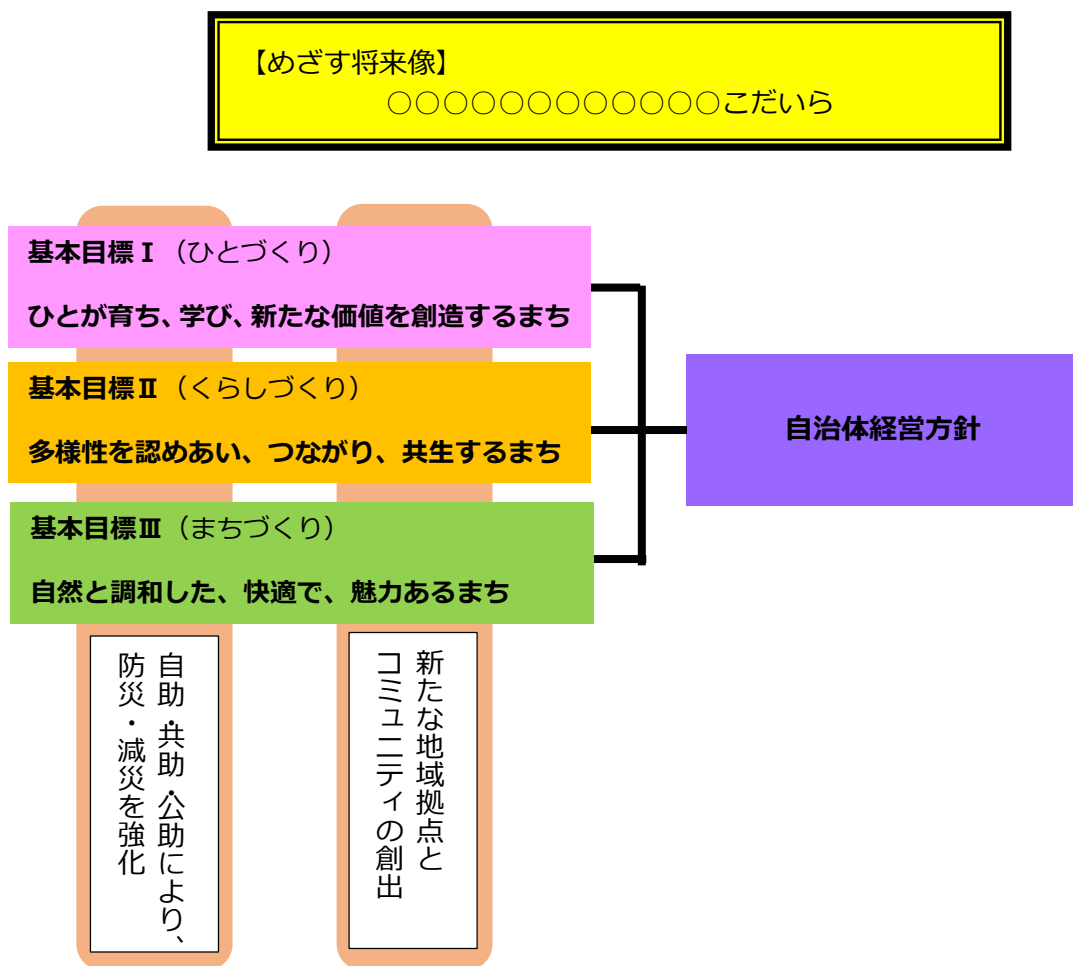 【めざす将来像】
○○○○○○○○○○○○こだいら
基本目標Ⅰ（ひとづくり）
ひとが育ち、学び、新たな価値を創造するまち
基本目標Ⅱ（くらしづくり）
多様性を認めあい、つながり、共生するまち
基本目標Ⅲ（まちづくり）
自然と調和した、快適で、魅力あるまち
自治体経営方針
自助・共助・公助により、
防災・減災を強化
新たな地域拠点と
コミュニティの創出